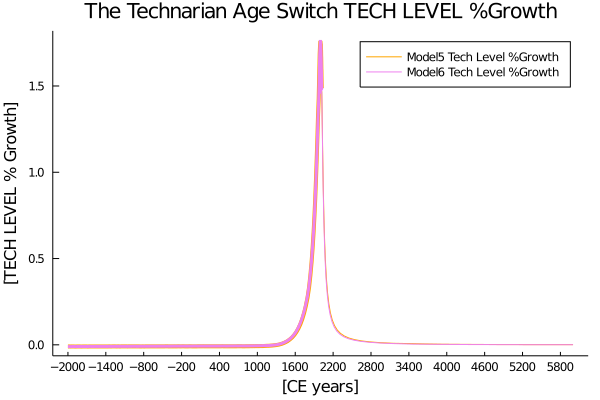 The Technarian Age Switch TECH LEVEL %Growth
Model5 Tech Level %Growth
Model6 Tech Level %Growth
[TECH LEVEL % Growth]
1.5
1.0
0.5
0.0
−2000 −1400 −800 −200 400 1000 1600 2200 2800 3400 4000 4600 5200 5800
[CE years]